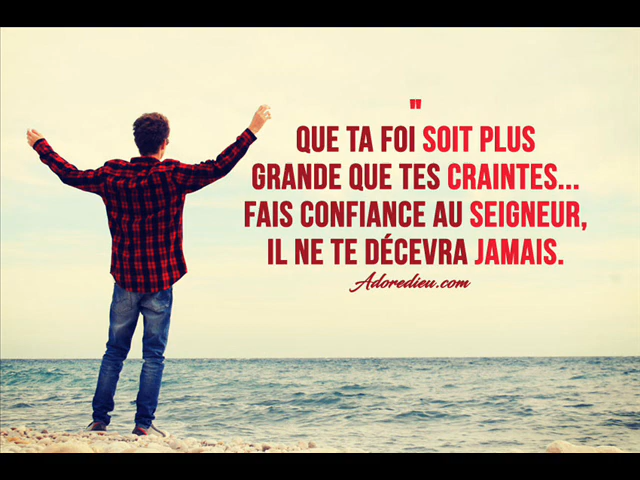 "
QUE TA FOI SOIT PLUS
GRANDE QUE TES CRAINTES...
FAIS CONFIANCE AU SEIGNEUR,
IL NE TE DÉCEVRA JAMAIS.
Adoredieu.com